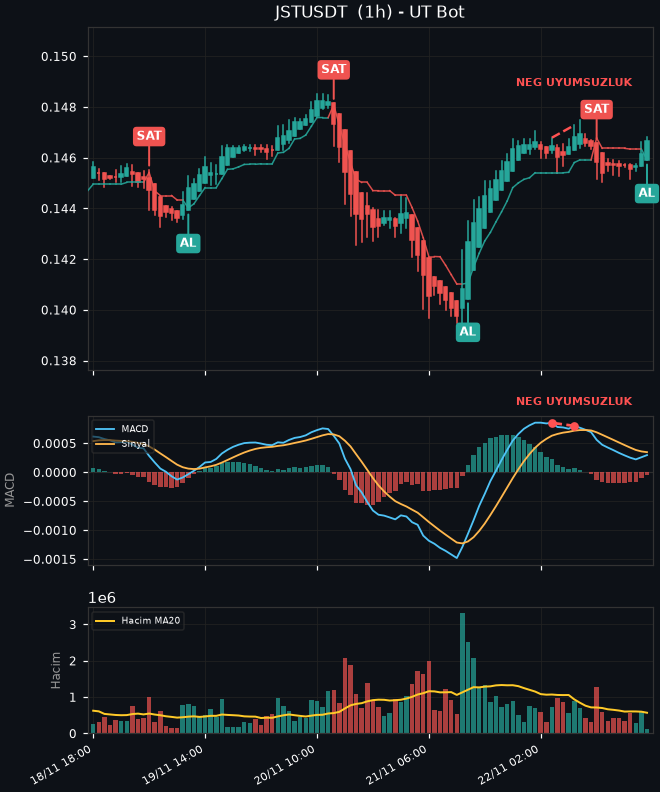 JSTUSDT  (1h) - UT Bot
0.150
0.148
0.146
0.144
0.142
0.140
0.138
SAT
AL
SAT
AL
NEG UYUMSUZLUK
SAT
AL
NEG UYUMSUZLUK
MACD
Sinyal
MACD
0.0005
0.0000
−0.0005
−0.0010
−0.0015
1e6
Hacim MA20
Hacim
3
2
1
0
18/11 18:00
19/11 14:00
20/11 10:00
21/11 06:00
22/11 02:00